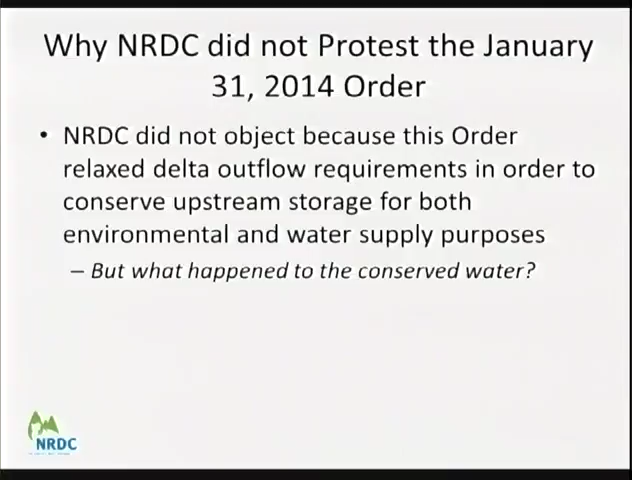 Why NRDC did not Protest the January
31, 2014 Order
• NRDC did not object because this Order
relaxed delta outflow requirements in order to
conserve upstream storage for both
environmental and water supply purposes
– But what happened to the conserved water?
NRDC